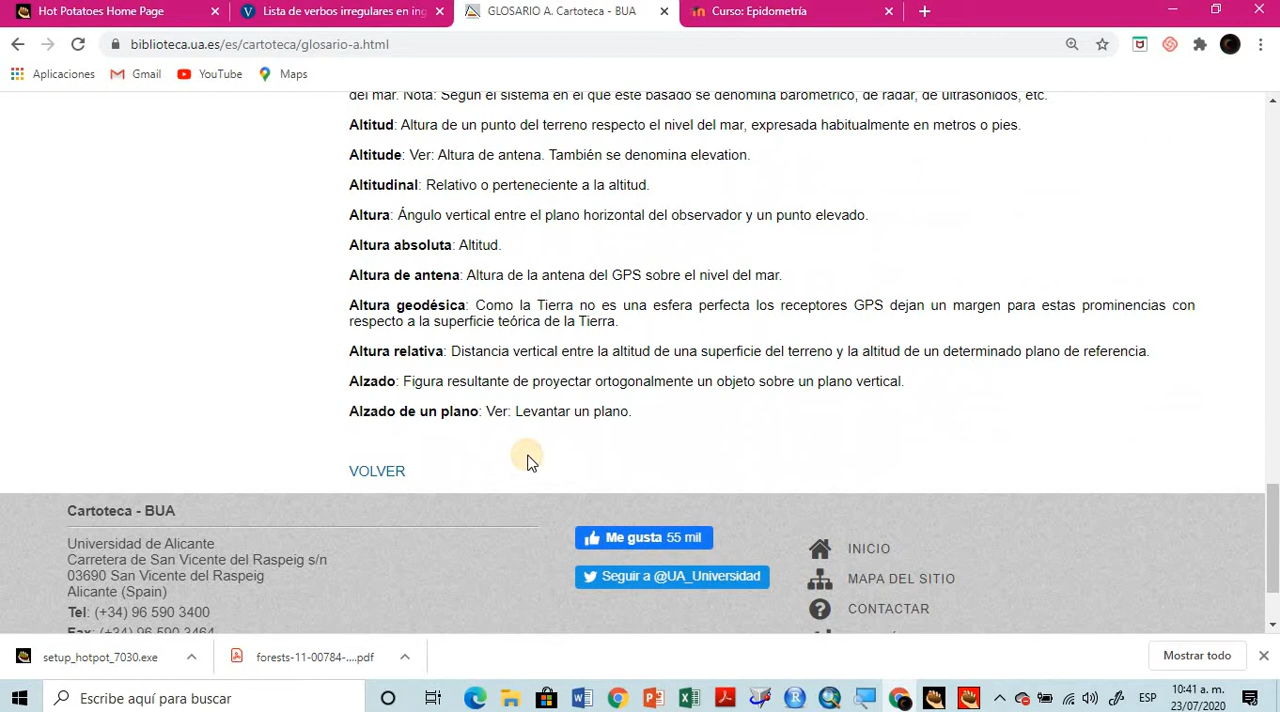 Hot Potatoes Home Page
Lista de verbos irregulares en ing
GLOSARIO A. Cartoteca - BUA
Curso: Epidometría
biblioteca.ua.es/es/cartoteca/glosario-a.html
Aplicaciones
Gmail
YouTube
Maps
del mar. Nota: Según el sistema en el que esté basado se denomina barométrico, de radar, de ultrasonidos, etc.
Altitud: Altura de un punto del terreno respecto el nivel del mar, expresada habitualmente en metros o pies.
Altitude: Ver: Altura de antena. También se denomina elevation.
Altitudinal: Relativo o perteneciente a la altitud.
Altura: Ángulo vertical entre el plano horizontal del observador y un punto elevado.
Altura absoluta: Altitud.
Altura de antena: Altura de la antena del GPS sobre el nivel del mar.
Altura geodésica: Como la Tierra no es una esfera perfecta los receptores GPS dejan un margen para estas prominencias con
respecto a la superficie teórica de la Tierra.
Altura relativa: Distancia vertical entre la altitud de una superficie del terreno y la altitud de un determinado plano de referencia.
Alzado: Figura resultante de proyectar ortogonalmente un objeto sobre un plano vertical.
Alzado de un plano: Ver: Levantar un plano.
VOLVER
Cartoteca - BUA
Universidad de Alicante
Carretera de San Vicente del Raspeig s/n
03690 San Vicente del Raspeig
Alicante (Spain)
Tel: (+34) 96 590 3400
Fax: (+34) 96 590 3464
Me gusta 55 mil
Seguir a @UA_Universidad
INICIO
MAPA DEL SITIO
CONTACTAR
setup_hotpot_7030.exe
forests-11-00784-....pdf
Mostrar todo
Escribe aquí para buscar
ESP
10:41 a. m.
23/07/2020